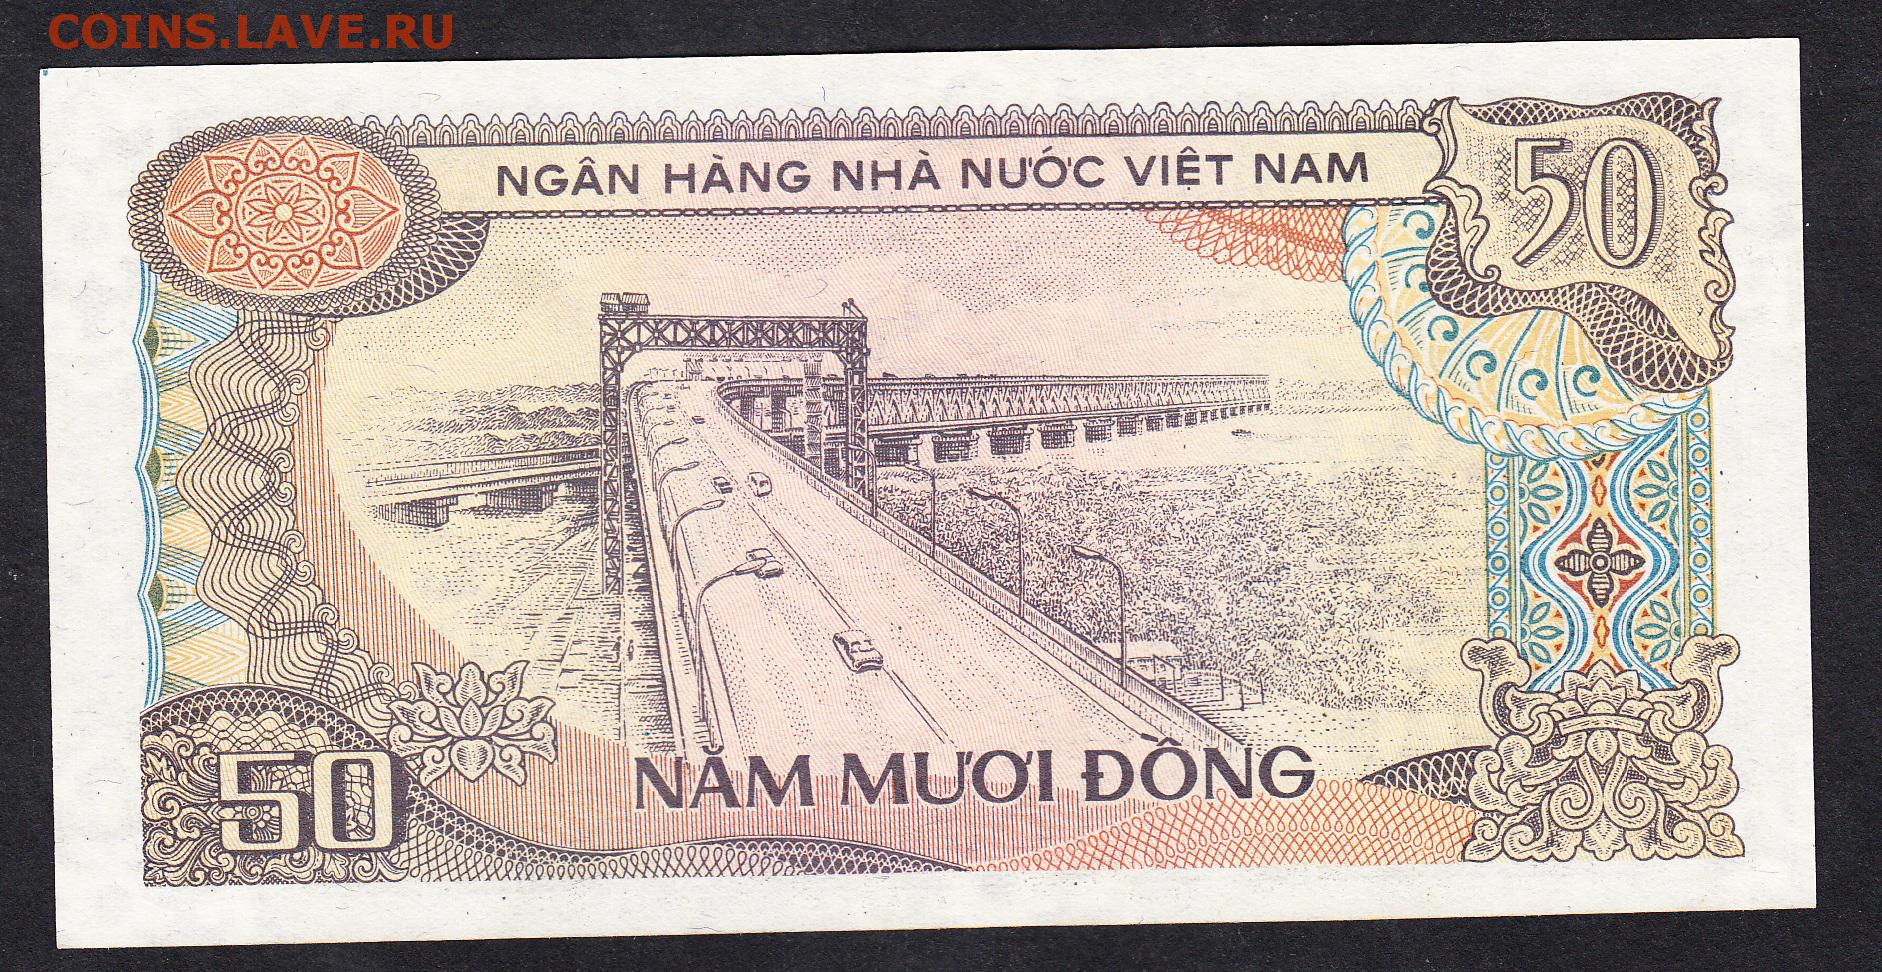 COINS.LAVE.RU
NGÂN HÀNG NHÀ NƯỚC VIỆT NAM
50
NĂM MƯƠI ĐỒNG
50